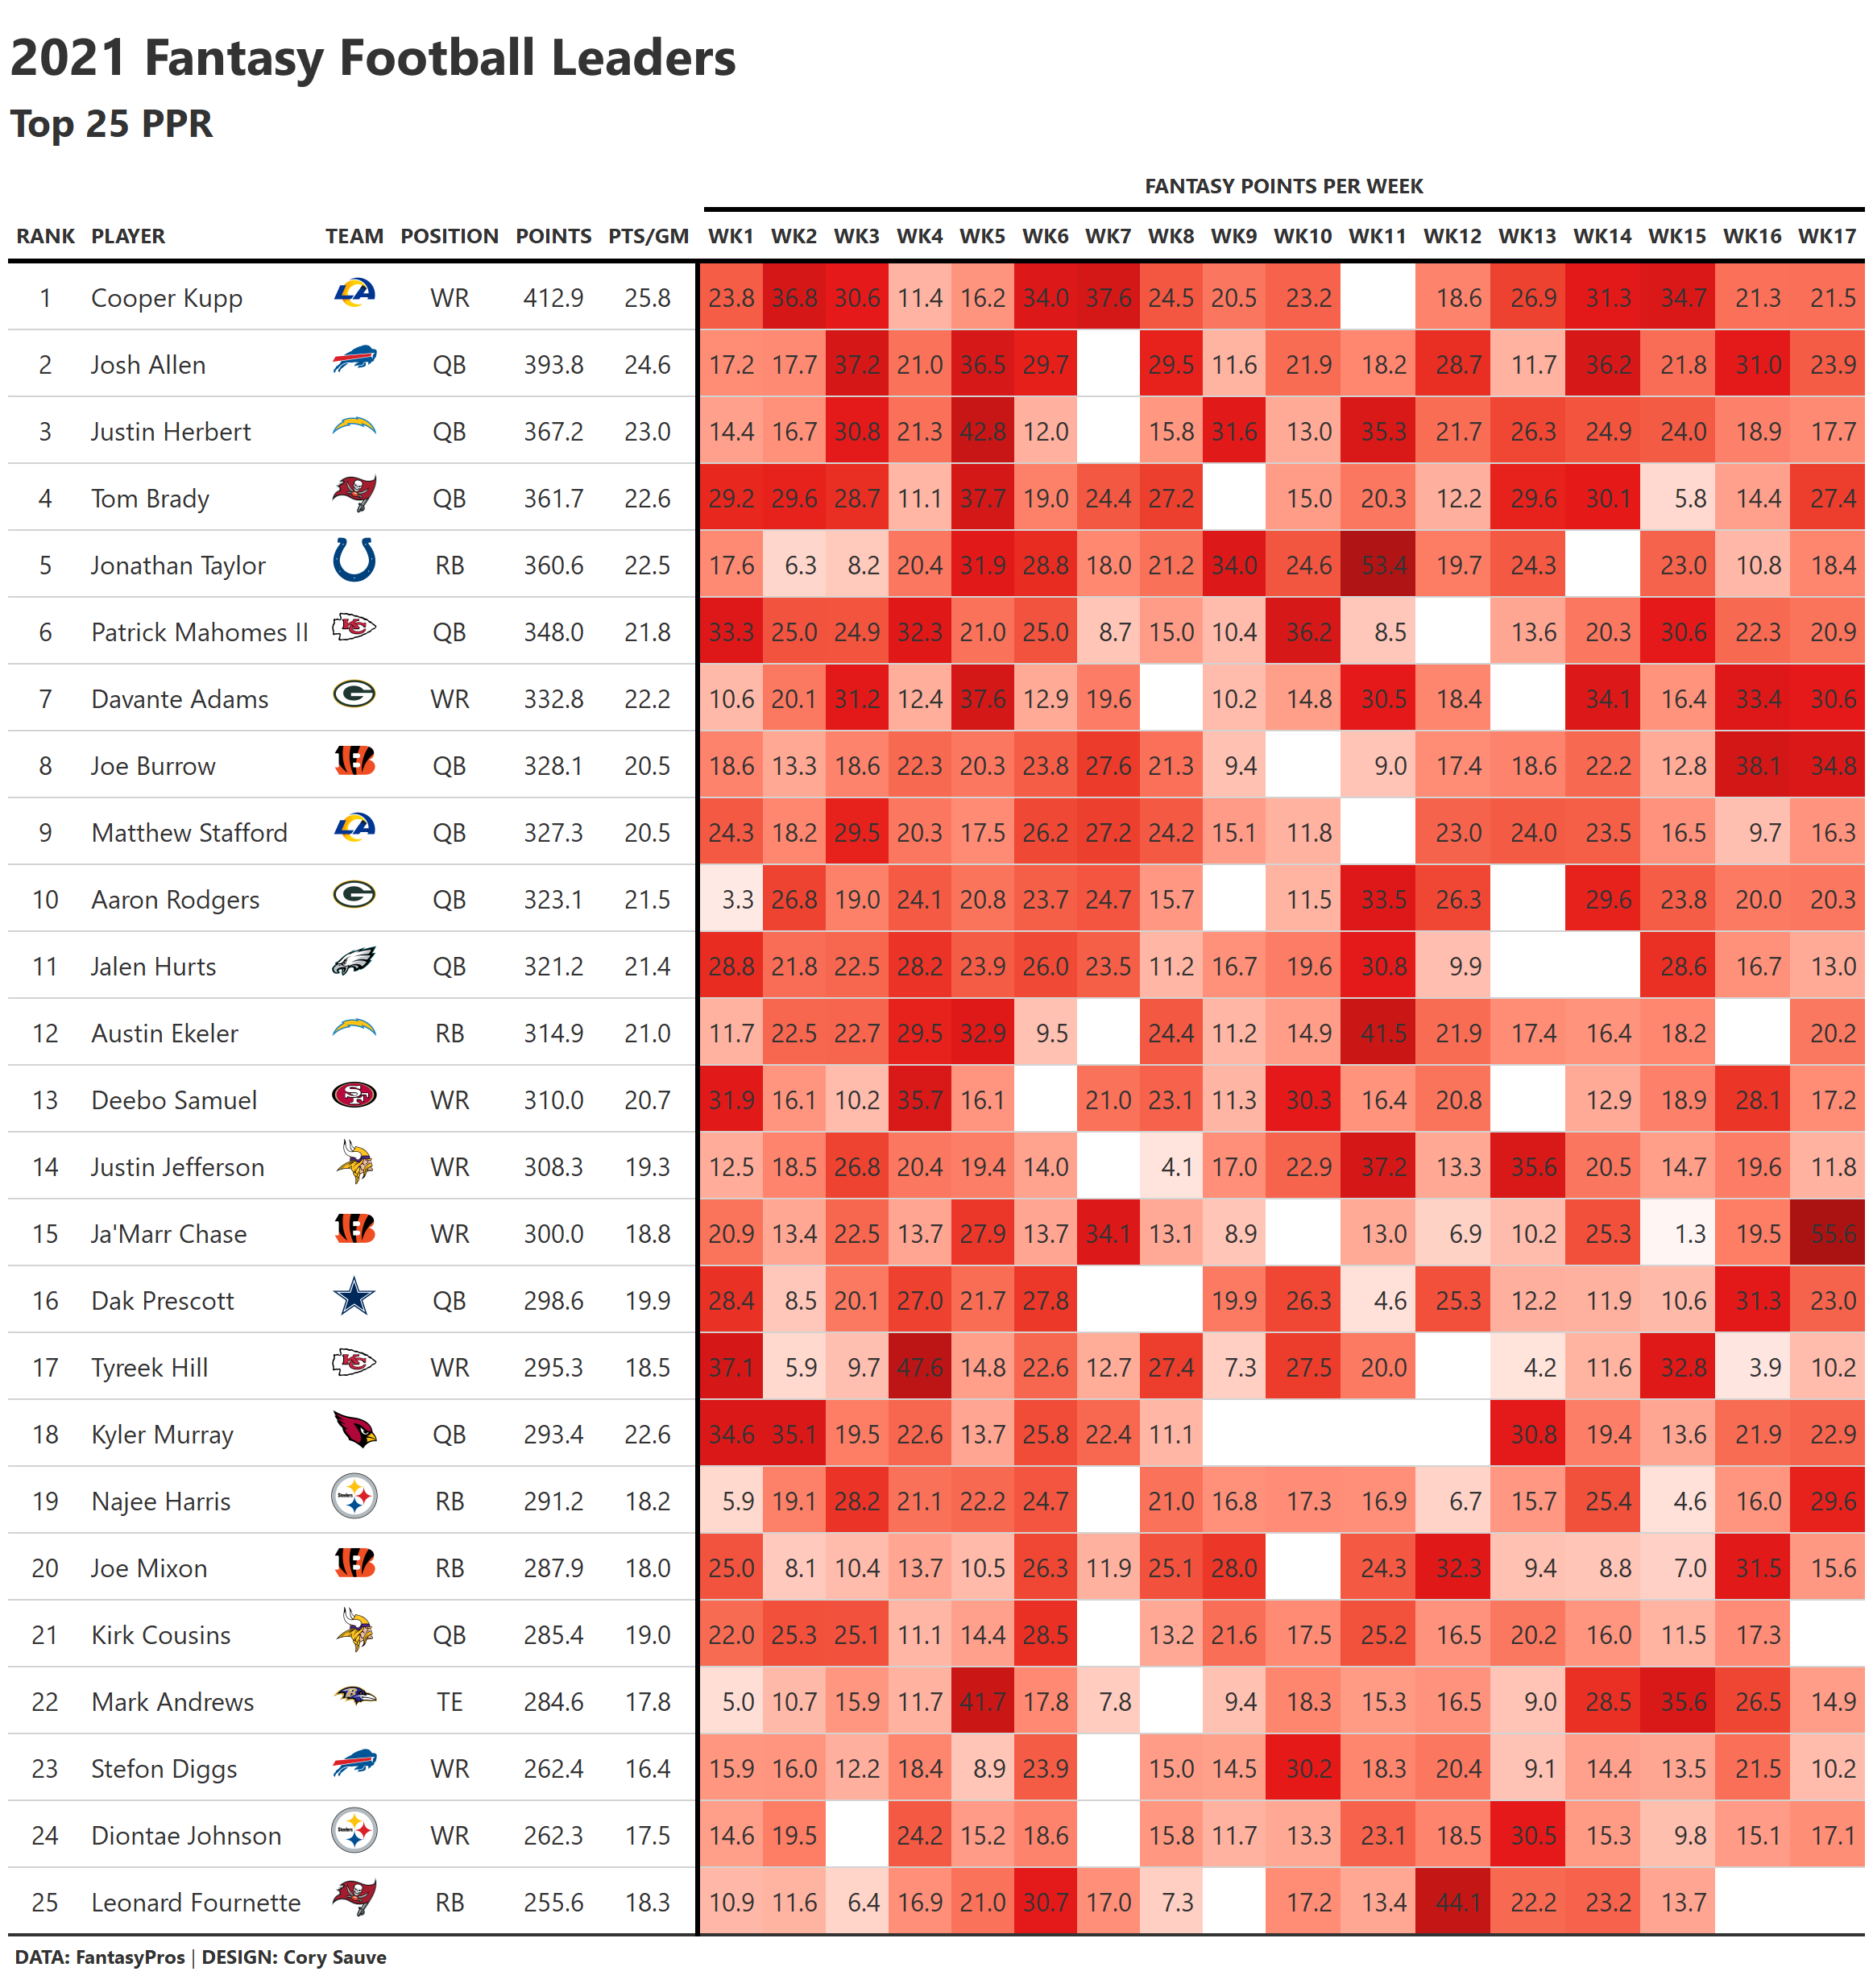 2021 Fantasy Football Leaders
Top 25 PPR
FANTASY POINTS PER WEEK
RANK PLAYER TEAM POSITION POINTS PTS/GM WK1 WK2 WK3 WK4 WK5 WK6 WK7 WK8 WK9 WK10 WK11 WK12 WK13 WK14 WK15 WK16 WK17
1 Cooper Kupp WR 412.9 25.8 23.8 36.8 30.6 11.4 16.2 34.0 37.6 24.5 20.5 23.2 18.6 26.9 31.3 34.7 21.3 21.5
2 Josh Allen QB 393.8 24.6 17.2 17.7 37.2 21.0 36.5 29.7 29.5 11.6 21.9 18.2 28.7 11.7 36.2 21.8 31.0 23.9
3 Justin Herbert QB 367.2 23.0 14.4 16.7 30.8 21.3 42.8 12.0 15.8 31.6 13.0 35.3 21.7 26.3 24.9 24.0 18.9 17.7
4 Tom Brady QB 361.7 22.6 29.2 29.6 28.7 11.1 37.7 19.0 24.4 27.2 15.0 20.3 12.2 29.6 30.1 5.8 14.4 27.4
5 Jonathan Taylor RB 360.6 22.5 17.6 6.3 8.2 20.4 31.9 28.8 18.0 21.2 34.0 24.6 53.4 19.7 24.3 23.0 10.8 18.4
6 Patrick Mahomes II QB 348.0 21.8 33.3 25.0 24.9 32.3 21.0 25.0 8.7 15.0 10.4 36.2 8.5 13.6 20.3 30.6 22.3 20.9
7 Davante Adams WR 332.8 22.2 10.6 20.1 31.2 12.4 37.6 12.9 19.6 10.2 14.8 30.5 18.4 34.1 16.4 33.4 30.6
8 Joe Burrow QB 328.1 20.5 18.6 13.3 18.6 22.3 20.3 23.8 27.6 21.3 9.4 9.0 17.4 18.6 22.2 12.8 38.1 34.8
9 Matthew Stafford QB 327.3 20.5 24.3 18.2 29.5 20.3 17.5 26.2 27.2 24.2 15.1 11.8 23.0 24.0 23.5 16.5 9.7 16.3
10 Aaron Rodgers QB 323.1 21.5 3.3 26.8 19.0 24.1 20.8 23.7 24.7 15.7 11.5 33.5 26.3 29.6 23.8 20.0 20.3
11 Jalen Hurts QB 321.2 21.4 28.8 21.8 22.5 28.2 23.9 26.0 23.5 11.2 16.7 19.6 30.8 9.9 28.6 16.7 13.0
12 Austin Ekeler RB 314.9 21.0 11.7 22.5 22.7 29.5 32.9 9.5 24.4 11.2 14.9 41.5 21.9 17.4 16.4 18.2 20.2
13 Deebo Samuel WR 310.0 20.7 31.9 16.1 10.2 35.7 16.1 21.0 23.1 11.3 30.3 16.4 20.8 12.9 18.9 28.1 17.2
14 Justin Jefferson WR 308.3 19.3 12.5 18.5 26.8 20.4 19.4 14.0 4.1 17.0 22.9 37.2 13.3 35.6 20.5 14.7 19.6 11.8
15 Ja'Marr Chase WR 300.0 18.8 20.9 13.4 22.5 13.7 27.9 13.7 34.1 13.1 8.9 13.0 6.9 10.2 25.3 1.3 19.5 55.6
16 Dak Prescott QB 298.6 19.9 28.4 8.5 20.1 27.0 21.7 27.8 19.9 26.3 4.6 25.3 12.2 11.9 10.6 31.3 23.0
17 Tyreek Hill WR 295.3 18.5 37.1 5.9 9.7 47.6 14.8 22.6 12.7 27.4 7.3 27.5 20.0 4.2 11.6 32.8 3.9 10.2
18 Kyler Murray QB 293.4 22.6 34.6 35.1 19.5 22.6 13.7 25.8 22.4 11.1 30.8 19.4 13.6 21.9 22.9
19 Najee Harris RB 291.2 18.2 5.9 19.1 28.2 21.1 22.2 24.7 21.0 16.8 17.3 16.9 6.7 15.7 25.4 4.6 16.0 29.6
20 Joe Mixon RB 287.9 18.0 25.0 8.1 10.4 13.7 10.5 26.3 11.9 25.1 28.0 24.3 32.3 9.4 8.8 7.0 31.5 15.6
21 Kirk Cousins QB 285.4 19.0 22.0 25.3 25.1 11.1 14.4 28.5 13.2 21.6 17.5 25.2 16.5 20.2 16.0 11.5 17.3
22 Mark Andrews TE 284.6 17.8 5.0 10.7 15.9 11.7 41.7 17.8 7.8 9.4 18.3 15.3 16.5 9.0 28.5 35.6 26.5 14.9
23 Stefon Diggs WR 262.4 16.4 15.9 16.0 12.2 18.4 8.9 23.9 15.0 14.5 30.2 18.3 20.4 9.1 14.4 13.5 21.5 10.2
24 Diontae Johnson WR 262.3 17.5 14.6 19.5 24.2 15.2 18.6 15.8 11.7 13.3 23.1 18.5 30.5 15.3 9.8 15.1 17.1
25 Leonard Fournette RB 255.6 18.3 10.9 11.6 6.4 16.9 21.0 30.7 17.0 7.3 17.2 13.4 44.1 22.2 23.2 13.7
DATA: FantasyPros | DESIGN: Cory Sauve